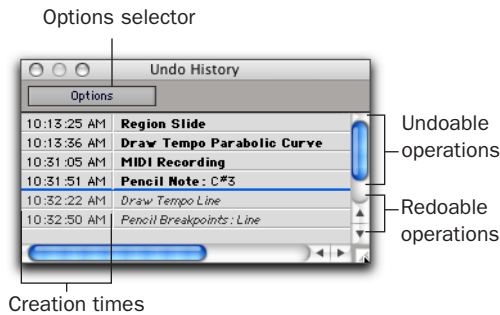 Options selector
Undo History
Options
10:13:25 AM Region Slide
10:13:36 AM Draw Tempo Parabolic Curve
10:31:05 AM MIDI Recording
10:31:51 AM Pencil Note: C#3
10:32:22 AM Draw Tempo Line
10:32:50 AM Pencil Breakpoints: Line
Undoable
operations
Redoable
operations
Creation times